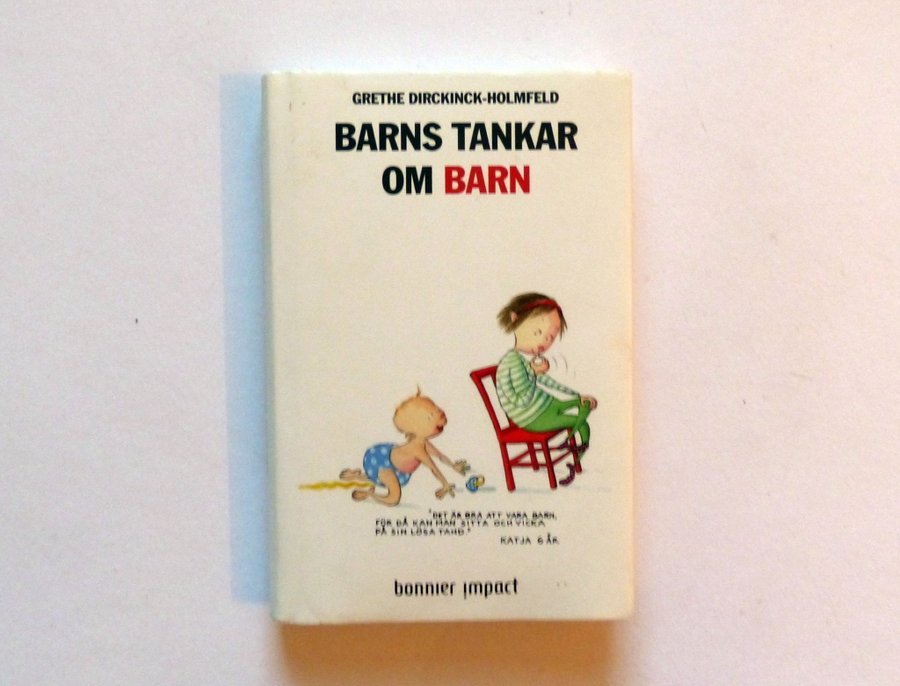 GRETHE DIRCKINCK-HOLMFELD
BARNS TANKAR
OM BARN
"DET ÄR BRA ATT VARA BARN,
FÖR DÅ KAN MAN SITTA OCH VICKA
PÅ SIN LÖSA TAND."
KATJA 6 ÅR
bonnier impact